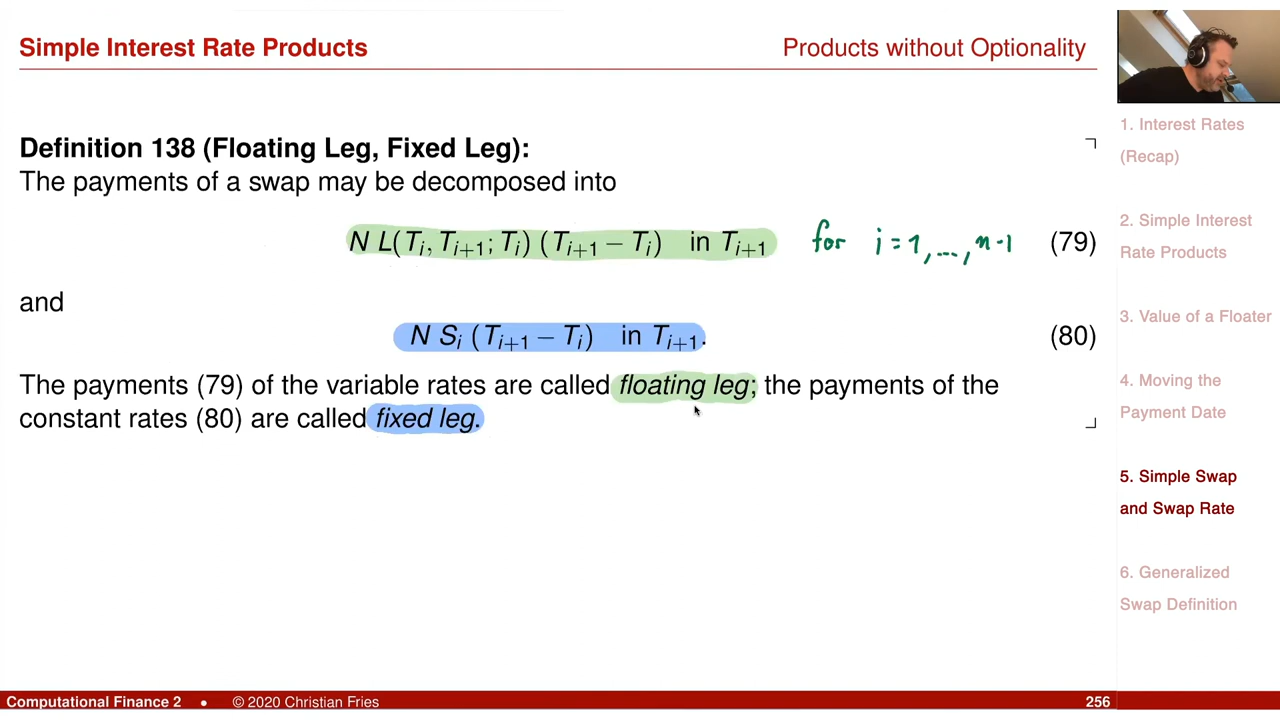 Simple Interest Rate Products
Products without Optionality
Definition 138 (Floating Leg, Fixed Leg):
The payments of a swap may be decomposed into
N L(Tᵢ, Tᵢ₊₁; Tᵢ) (Tᵢ₊₁ − Tᵢ) in Tᵢ₊₁ for i = 1, ..., n-1 (79)
and
N Sᵢ (Tᵢ₊₁ − Tᵢ) in Tᵢ₊₁. (80)
The payments (79) of the variable rates are called floating leg; the payments of the
constant rates (80) are called fixed leg.
1. Interest Rates
(Recap)
2. Simple Interest
Rate Products
3. Value of a Floater
4. Moving the
Payment Date
5. Simple Swap
and Swap Rate
6. Generalized
Swap Definition
Computational Finance 2 • © 2020 Christian Fries 256